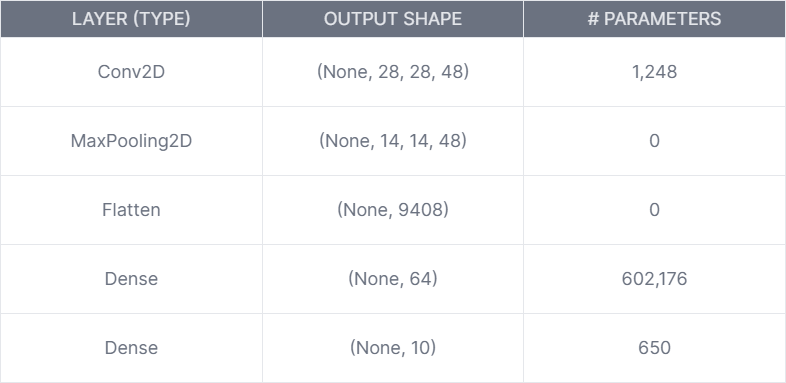 LAYER (TYPE) OUTPUT SHAPE # PARAMETERS
Conv2D (None, 28, 28, 48) 1,248
MaxPooling2D (None, 14, 14, 48) 0
Flatten (None, 9408) 0
Dense (None, 64) 602,176
Dense (None, 10) 650